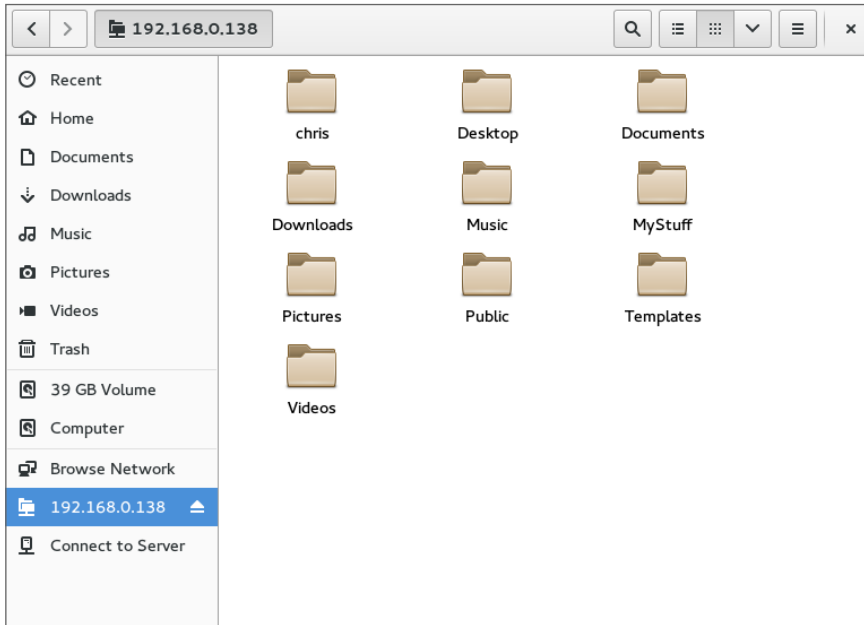 192.168.0.138
Recent
Home
Documents
Downloads
Music
Pictures
Videos
Trash
39 GB Volume
Computer
Browse Network
192.168.0.138
Connect to Server
chris Desktop Documents
Downloads Music MyStuff
Pictures Public Templates
Videos